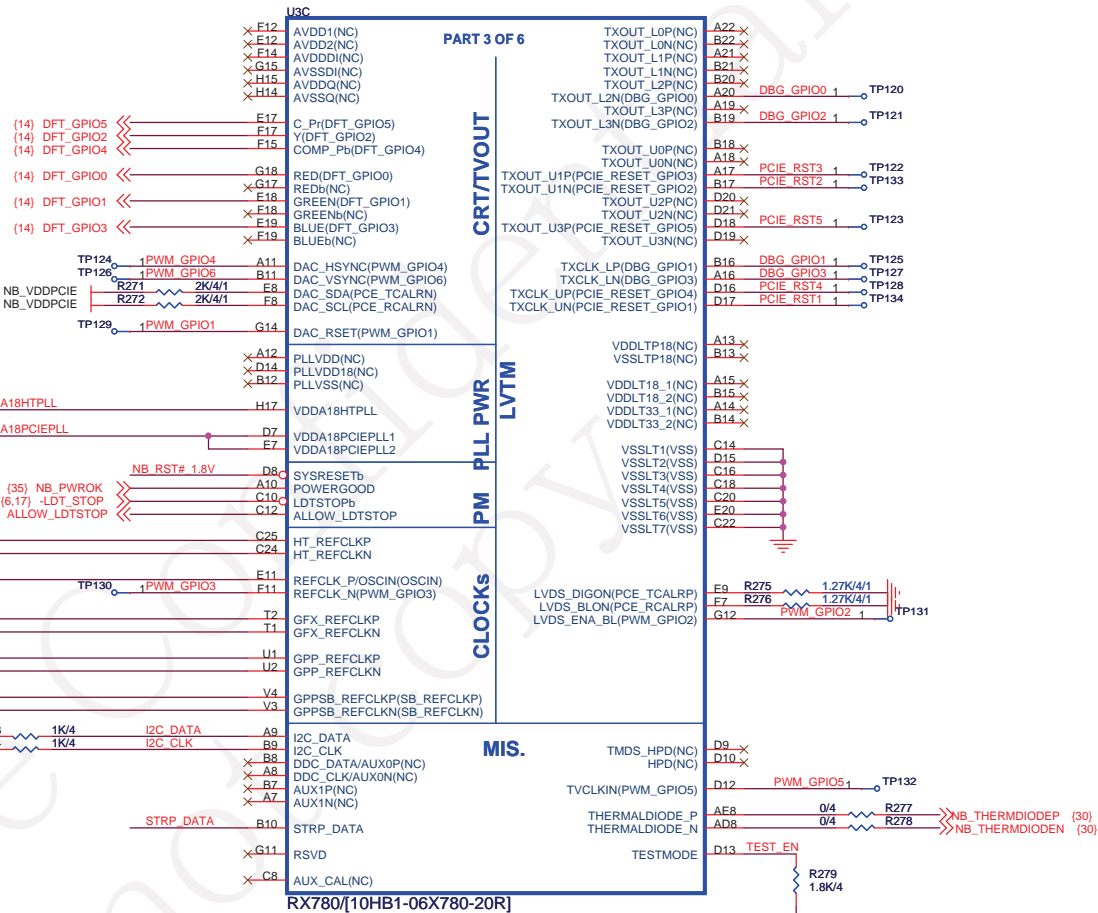 U3C
PART 3 OF 6
CRT/TVOUT
F12 AVDD1(NC)
E12 AVDD2(NC)
F14 AVDDDI(NC)
G15 AVSSDI(NC)
H15 AVDDQ(NC)
H14 AVSSQ(NC)
{14} DFT_GPIO5 E17 C_Pr(DFT_GPIO5)
{14} DFT_GPIO2 F17 Y(DFT_GPIO2)
{14} DFT_GPIO4 F15 COMP_Pb(DFT_GPIO4)
{14} DFT_GPIO0 G18 RED(DFT_GPIO0)
G17 REDb(NC)
{14} DFT_GPIO1 E18 GREEN(DFT_GPIO1)
F18 GREENb(NC)
{14} DFT_GPIO3 E19 BLUE(DFT_GPIO3)
F19 BLUEb(NC)
TP124 1 PWM_GPIO4 A11 DAC_HSYNC(PWM_GPIO4)
TP126 1 PWM_GPIO6 B11 DAC_VSYNC(PWM_GPIO6)
NB_VDDPCIE R271 2K/4/1 E8 DAC_SDA(PCE_TCALRN)
NB_VDDPCIE R272 2K/4/1 F8 DAC_SCL(PCE_RCALRN)
TP129 1 PWM_GPIO1 G14 DAC_RSET(PWM_GPIO1)
PLL PWR
A12 PLLVDD(NC)
D14 PLLVDD18(NC)
B12 PLLVSS(NC)
A18HTPLL H17 VDDA18HTPLL
A18PCIEPLL D7 VDDA18PCIEPLL1
E7 VDDA18PCIEPLL2
PM
NB_RST#_1.8V D8 SYSRESETb
{35} NB_PWROK A10 POWERGOOD
{6,17} -LDT_STOP C10 LDTSTOPb
ALLOW_LDTSTOP C12 ALLOW_LDTSTOP
CLOCKs
C25 HT_REFCLKP
C24 HT_REFCLKN
E11 REFCLK_P/OSCIN(OSCIN)
TP130 1 PWM_GPIO3 F11 REFCLK_N(PWM_GPIO3)
T2 GFX_REFCLKP
T1 GFX_REFCLKN
U1 GPP_REFCLKP
U2 GPP_REFCLKN
V4 GPPSB_REFCLKP(SB_REFCLKP)
V3 GPPSB_REFCLKN(SB_REFCLKN)
1K/4 I2C_DATA A9 I2C_DATA
1K/4 I2C_CLK B9 I2C_CLK
B8 DDC_DATA/AUX0P(NC)
A8 DDC_CLK/AUX0N(NC)
B7 AUX1P(NC)
A7 AUX1N(NC)
STRP_DATA B10 STRP_DATA
G11 RSVD
C8 AUX_CAL(NC)
LVTM
TXOUT_L0P(NC) A22
TXOUT_L0N(NC) B22
TXOUT_L1P(NC) A21
TXOUT_L1N(NC) B21
TXOUT_L2P(NC) B20
TXOUT_L2N(DBG_GPIO0) A20 DBG_GPIO0 1 TP120
TXOUT_L3P(NC) A19
TXOUT_L3N(DBG_GPIO2) B19 DBG_GPIO2 1 TP121
TXOUT_U0P(NC) B18
TXOUT_U0N(NC) A18
TXOUT_U1P(PCIE_RESET_GPIO3) A17 PCIE_RST3 1 TP122
TXOUT_U1N(PCIE_RESET_GPIO2) B17 PCIE_RST2 1 TP133
TXOUT_U2P(NC) D20
TXOUT_U2N(NC) D21
TXOUT_U3P(PCIE_RESET_GPIO5) D18 PCIE_RST5 1 TP123
TXOUT_U3N(NC) D19
TXCLK_LP(DBG_GPIO1) B16 DBG_GPIO1 1 TP125
TXCLK_LN(DBG_GPIO3) A16 DBG_GPIO3 1 TP127
TXCLK_UP(PCIE_RESET_GPIO4) D16 PCIE_RST4 1 TP128
TXCLK_UN(PCIE_RESET_GPIO1) D17 PCIE_RST1 1 TP134
VDDLTP18(NC) A13
VSSLTP18(NC) B13
VDDLT18_1(NC) A15
VDDLT18_2(NC) B15
VDDLT33_1(NC) A14
VDDLT33_2(NC) B14
VSSLT1(VSS) C14
VSSLT2(VSS) D15
VSSLT3(VSS) C16
VSSLT4(VSS) C18
VSSLT5(VSS) C20
VSSLT6(VSS) E20
VSSLT7(VSS) C22
LVDS_DIGON(PCE_TCALRP) E9 R275 1.27K/4/1
LVDS_BLON(PCE_RCALRP) F7 R276 1.27K/4/1
LVDS_ENA_BL(PWM_GPIO2) G12 PWM_GPIO2 1 TP131
MIS.
TMDS_HPD(NC) D9
HPD(NC) D10
TVCLKIN(PWM_GPIO5) D12 PWM_GPIO5 1 TP132
THERMALDIODE_P AE8 0/4 R277 NB_THERMDIODEP {30}
THERMALDIODE_N AD8 0/4 R278 NB_THERMDIODEN {30}
TESTMODE D13 TEST_EN
R279
1.8K/4
RX780/[10HB1-06X780-20R]